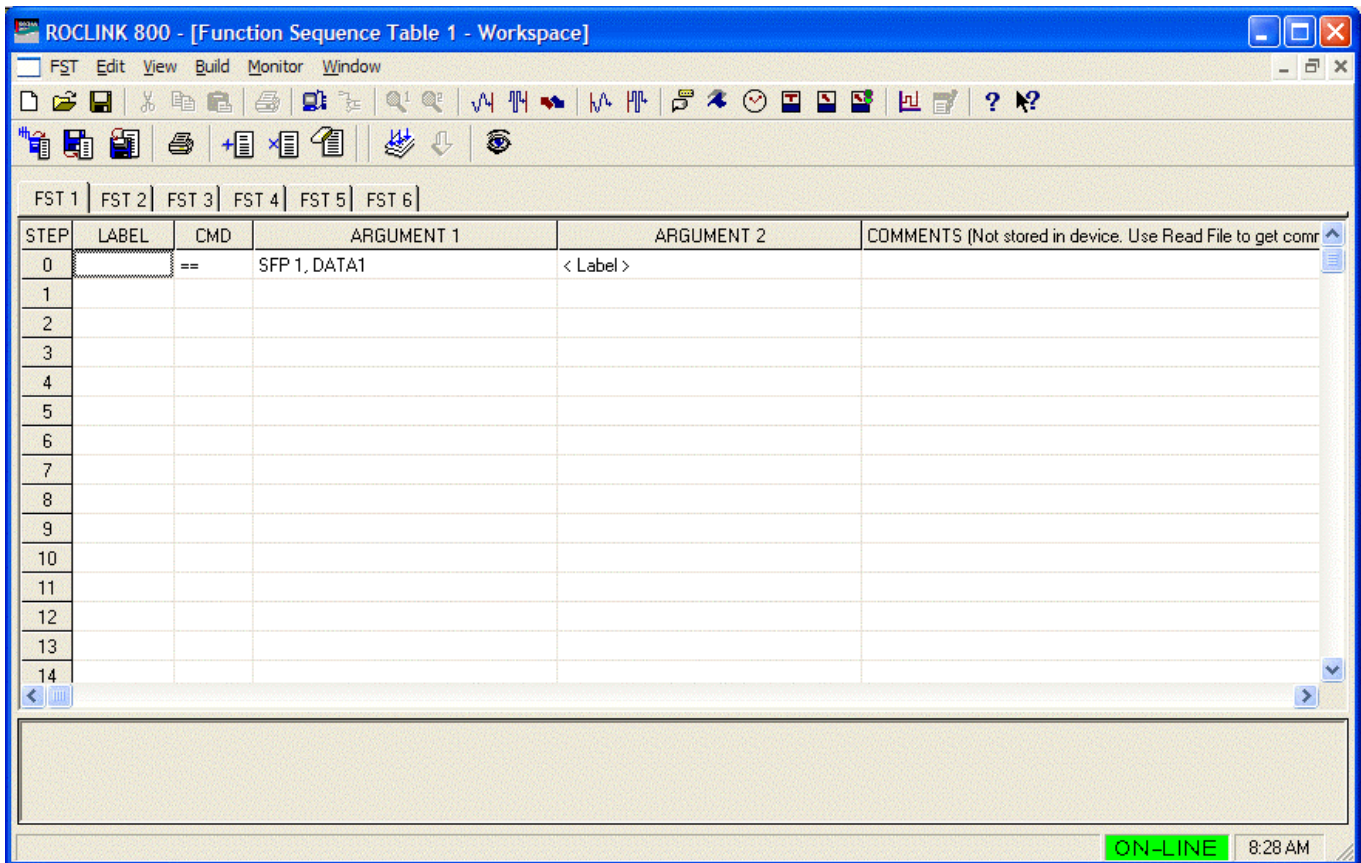 ROCLINK 800 - [Function Sequence Table 1 - Workspace]
FST Edit View Build Monitor Window
FST 1 FST 2 FST 3 FST 4 FST 5 FST 6
STEP LABEL CMD ARGUMENT 1 ARGUMENT 2 COMMENTS (Not stored in device. Use Read File to get comr
0 == SFP 1, DATA1 < Label >
1
2
3
4
5
6
7
8
9
10
11
12
13
14
ON-LINE 8:28 AM